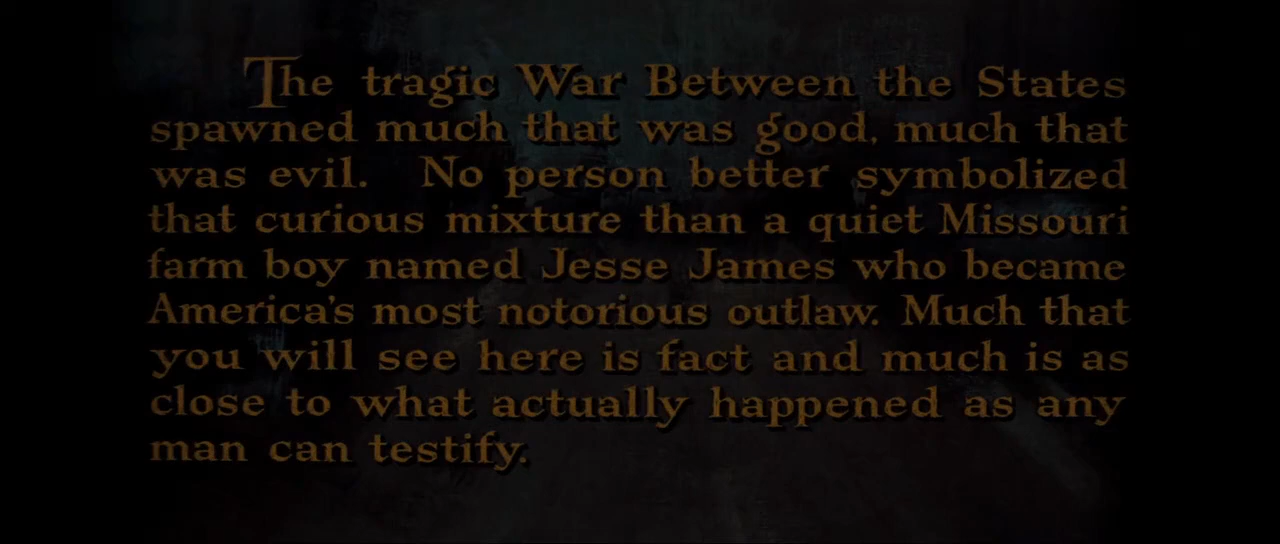 The tragic War Between the States
spawned much that was good, much that
was evil. No person better symbolized
that curious mixture than a quiet Missouri
farm boy named Jesse James who became
America's most notorious outlaw. Much that
you will see here is fact and much is as
close to what actually happened as any
man can testify.